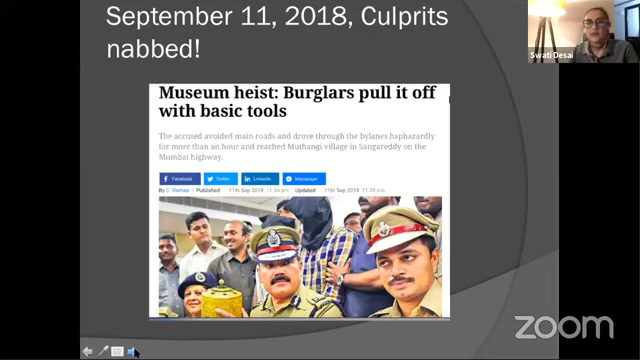 September 11, 2018, Culprits
nabbed!
Swati Desai
Museum heist: Burglars pull it off
with basic tools
The accused avoided main roads and drove through the bylanes haphazardly
for more than an hour and reached Muthangi village in Sangareddy on the
Mumbai highway.
Facebook Twitter LinkedIn Messenger
By C. Roman | Published 11th Sep 2018 | 11:34 pm Updated 11th Sep 2018 | 11:39 pm
zoom